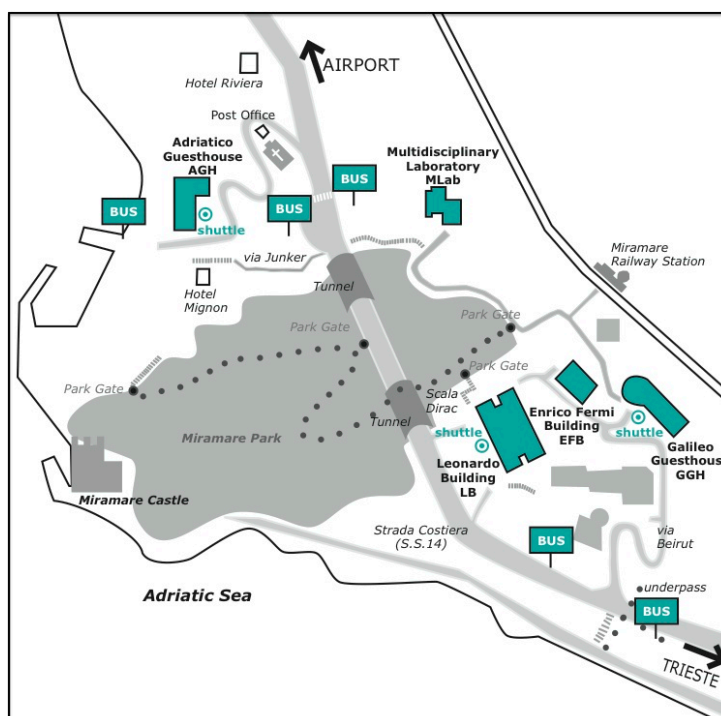 AIRPORT
Hotel Riviera
Post Office
Adriatico
Guesthouse
AGH
Multidisciplinary
Laboratory
MLab
BUS
BUS
BUS
shuttle
via Junker
Miramare
Railway Station
Hotel
Mignon
Tunnel
Park Gate
Park Gate
Park Gate
Scala
Dirac
Tunnel
Miramare Park
shuttle
Leonardo
Building
LB
Enrico Fermi
Building
EFB
shuttle
Galileo
Guesthous
GGH
Miramare Castle
Strada Costiera
(S.S.14)
BUS
via
Beirut
Adriatic Sea
underpass
BUS
TRIESTE